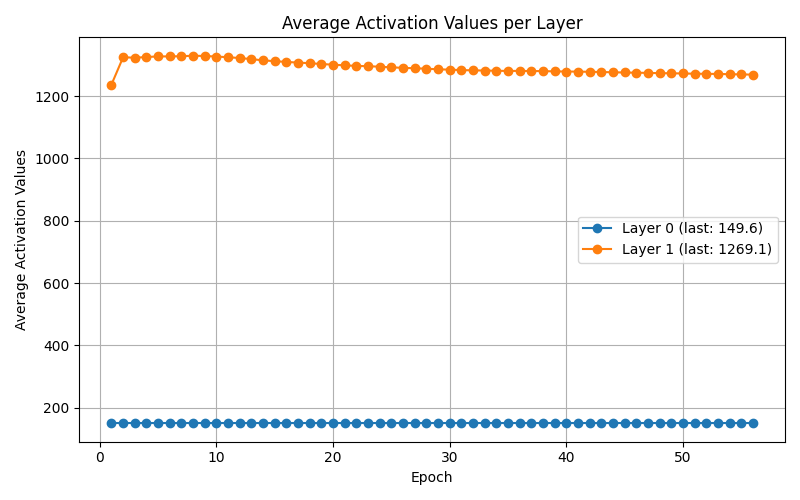 Average Activation Values per Layer
Average Activation Values
1200
1000
800
600
400
200
Layer 0 (last: 149.6)
Layer 1 (last: 1269.1)
0 10 20 30 40 50
Epoch